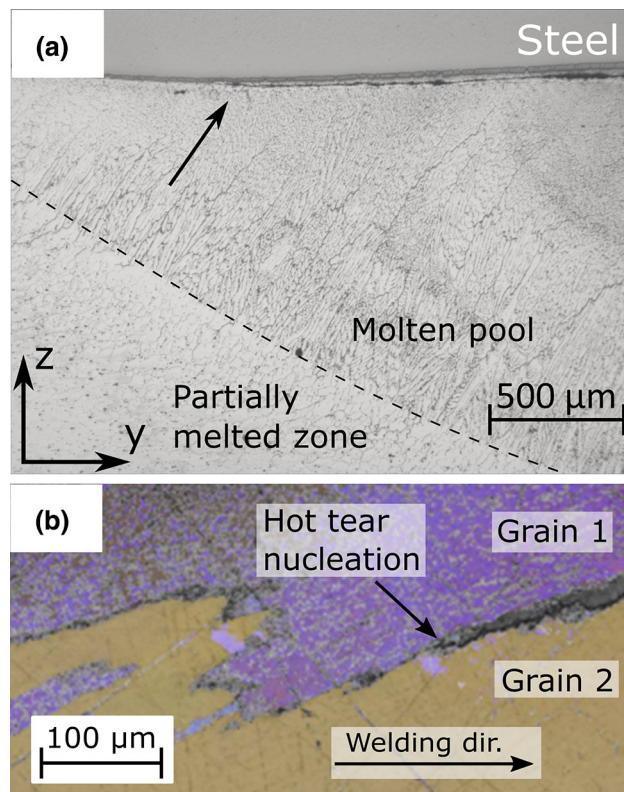 (a)
Steel
Molten pool
z
500 µm
y
Partially
melted zone
(b)
Hot tear
nucleation
Grain 1
Grain 2
100 µm
Welding dir.